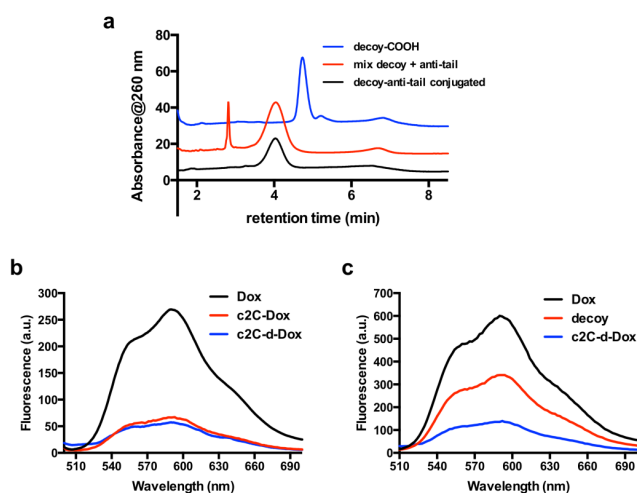 a
decoy-COOH
mix decoy + anti-tail
decoy-anti-tail conjugated
Absorbance@260 nm
80
60
40
20
0
2 4 6 8
retention time (min)
b
Dox
c2C-Dox
c2C-d-Dox
Fluorescence (a.u.)
300
250
200
150
100
50
0
510 540 570 600 630 660 690
Wavelength (nm)
c
Dox
decoy
c2C-d-Dox
Fluorescence (a.u.)
700
600
500
400
300
200
100
0
510 540 570 600 630 660 690
Wavelength (nm)